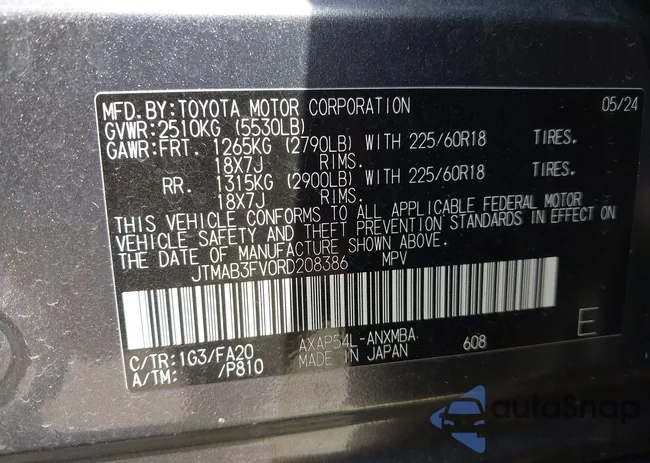 MFD.BY:TOYOTA MOTOR CORPORATION 05/24
GVWR:2510KG (5530LB)
GAWR:FRT. 1265KG (2790LB) WITH 225/60R18 TIRES.
18X7J RIMS.
RR. 1315KG (2900LB) WITH 225/60R18 TIRES.
18X7J RIMS.
THIS VEHICLE CONFORMS TO ALL APPLICABLE FEDERAL MOTOR
VEHICLE SAFETY AND THEFT PREVENTION STANDARDS IN EFFECT ON
THE DATE OF MANUFACTURE SHOWN ABOVE.
JTMAB3FV0RD208386 MPV
C/TR:1G3/FA20 AXAP54L-ANXMBA 608 E
A/TM: /P810 MADE IN JAPAN
autoSnap